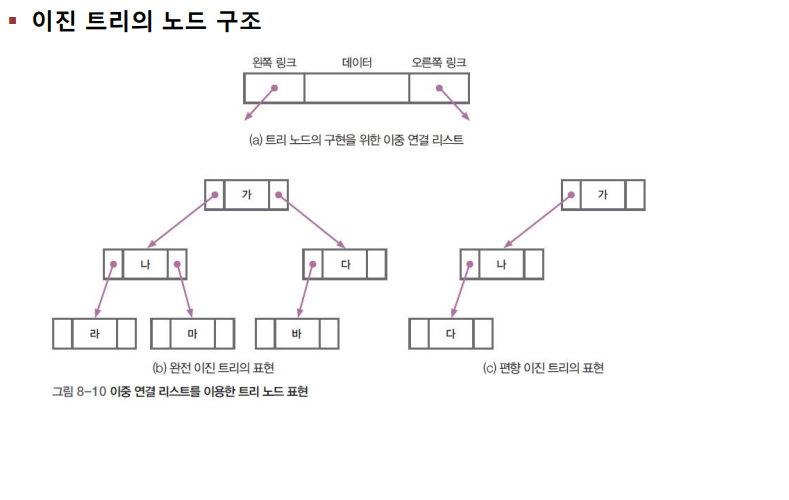 ▪ 이진 트리의 노드 구조
왼쪽 링크 데이터 오른쪽 링크
(a) 트리 노드의 구현을 위한 이중 연결 리스트
가 가
나 다 나
라 마 바 다
(b) 완전 이진 트리의 표현 (c) 편향 이진 트리의 표현
그림 8-10 이중 연결 리스트를 이용한 트리 노드 표현